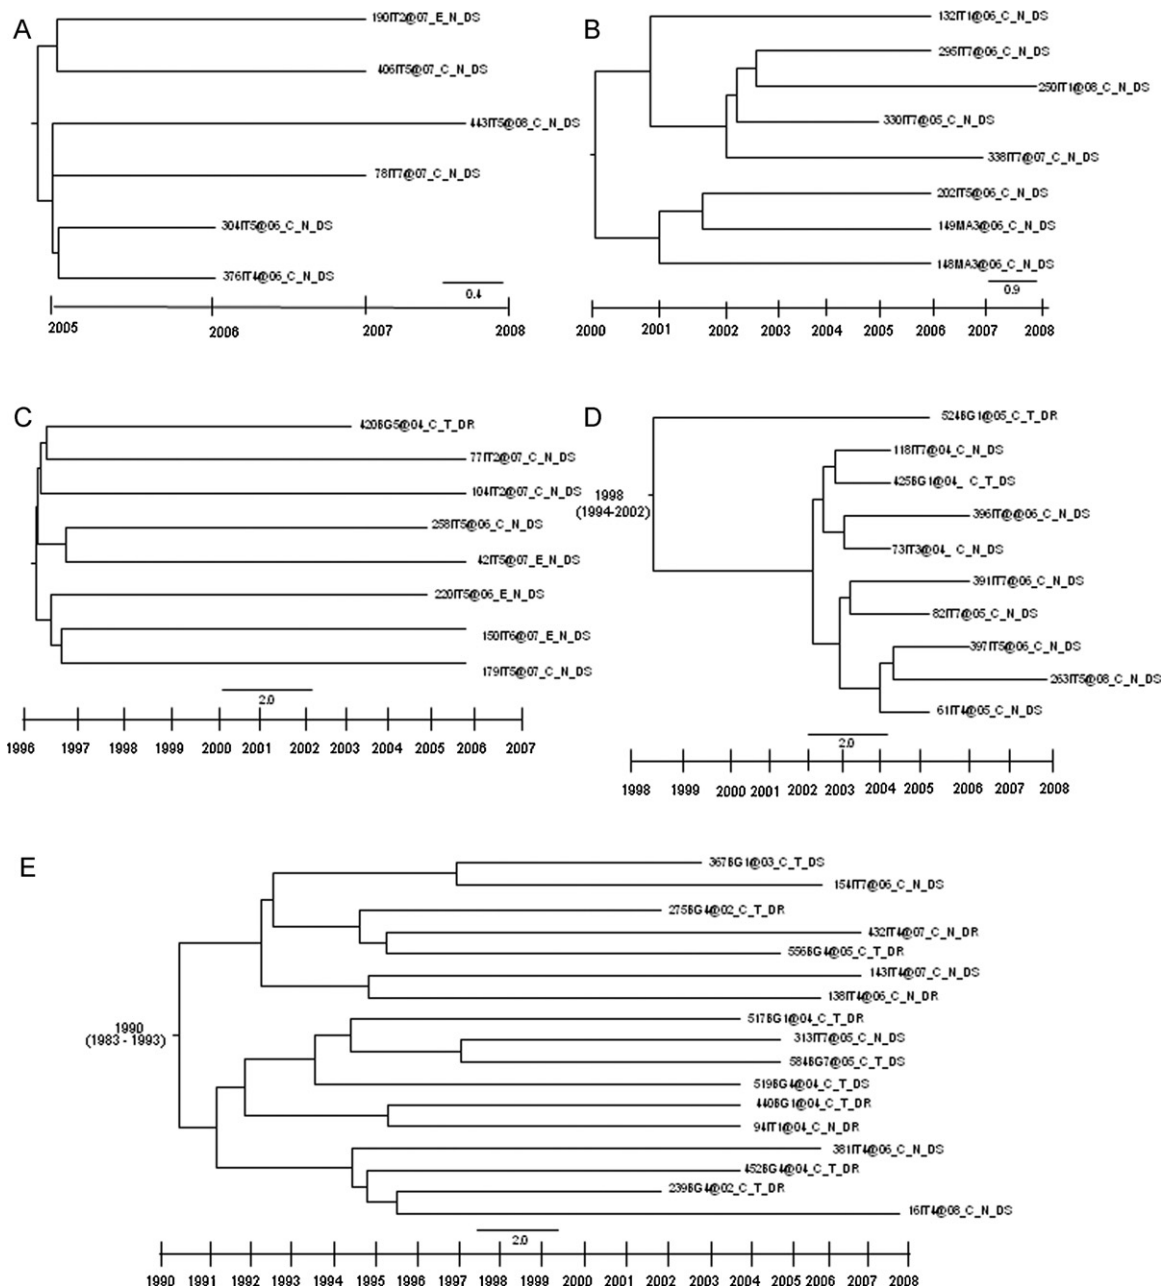 A
190IT2@07_E_N_DS
406IT5@07_C_N_DS
443IT5@08_C_N_DS
78IT7@07_C_N_DS
304IT5@06_C_N_DS
376IT4@06_C_N_DS
0.4
2005 2006 2007 2008
B
132IT1@06_C_N_DS
295IT7@06_C_N_DS
250IT1@08_C_N_DS
330IT7@05_C_N_DS
338IT7@07_C_N_DS
202IT5@06_C_N_DS
149MA3@06_C_N_DS
148MA3@06_C_N_DS
0.9
2000 2001 2002 2003 2004 2005 2006 2007 2008
C
420BG5@04_C_T_DR
77IT2@07_C_N_DS
104IT2@07_C_N_DS
258IT5@06_C_N_DS
42IT5@07_E_N_DS
220IT5@06_E_N_DS
150IT6@07_E_N_DS
179IT5@07_C_N_DS
2.0
1996 1997 1998 1999 2000 2001 2002 2003 2004 2005 2006 2007
D
524BG1@05_C_T_DR
118IT7@04_C_N_DS
425BG1@04_ C_T_DS
1998
(1994-2002)
396IT@@06_C_N_DS
73IT3@04_ C_N_DS
391IT7@06_C_N_DS
82IT7@05_C_N_DS
397IT5@06_C_N_DS
263IT5@08_C_N_DS
61IT4@05_C_N_DS
2.0
1998 1999 2000 2001 2002 2003 2004 2005 2006 2007 2008
E
367BG1@03_C_T_DS
154IT7@06_C_N_DS
275BG4@02_C_T_DR
432IT4@07_C_N_DR
556BG4@05_C_T_DR
143IT4@07_C_N_DS
138IT4@06_C_N_DR
517BG1@04_C_T_DR
1990
(1983 - 1993)
313IT7@05_C_N_DS
584BG7@05_C_T_DS
519BG4@04_C_T_DS
440BG1@04_C_T_DR
94IT1@04_C_N_DR
381IT4@06_C_N_DS
452BG4@04_C_T_DR
239BG4@02_C_T_DR
16IT4@08_C_N_DS
2.0
1990 1991 1992 1993 1994 1995 1996 1997 1998 1999 2000 2001 2002 2003 2004 2005 2006 2007 2008